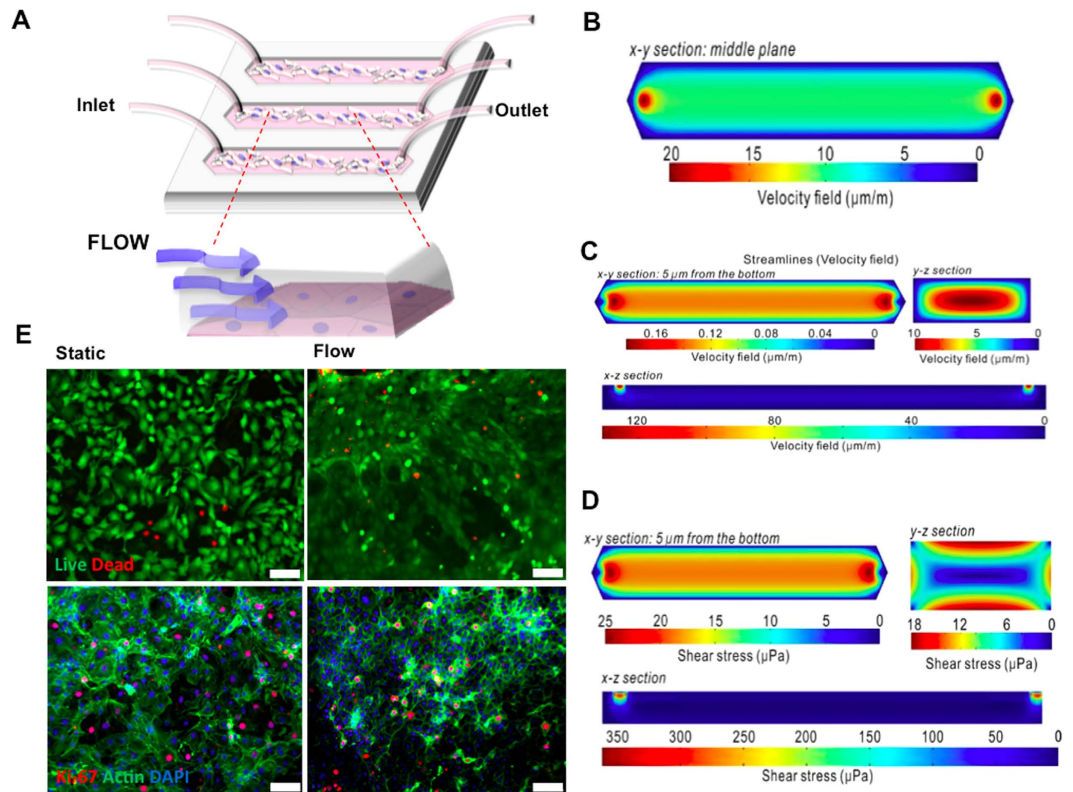 A
Inlet
Outlet
FLOW
B
x-y section: middle plane
20 15 10 5 0
Velocity field (µm/m)
C
Streamlines (Velocity field)
x-y section: 5 µm from the bottom
y-z section
0.16 0.12 0.08 0.04 0
Velocity field (µm/m)
10 5 0
Velocity field (µm/m)
x-z section
120 80 40 0
Velocity field (µm/m)
D
x-y section: 5 µm from the bottom
y-z section
25 20 15 10 5 0
Shear stress (µPa)
18 12 6 0
Shear stress (µPa)
x-z section
350 300 250 200 150 100 50 0
Shear stress (µPa)
E
Static
Flow
Live Dead
Ki-67 Actin DAPI